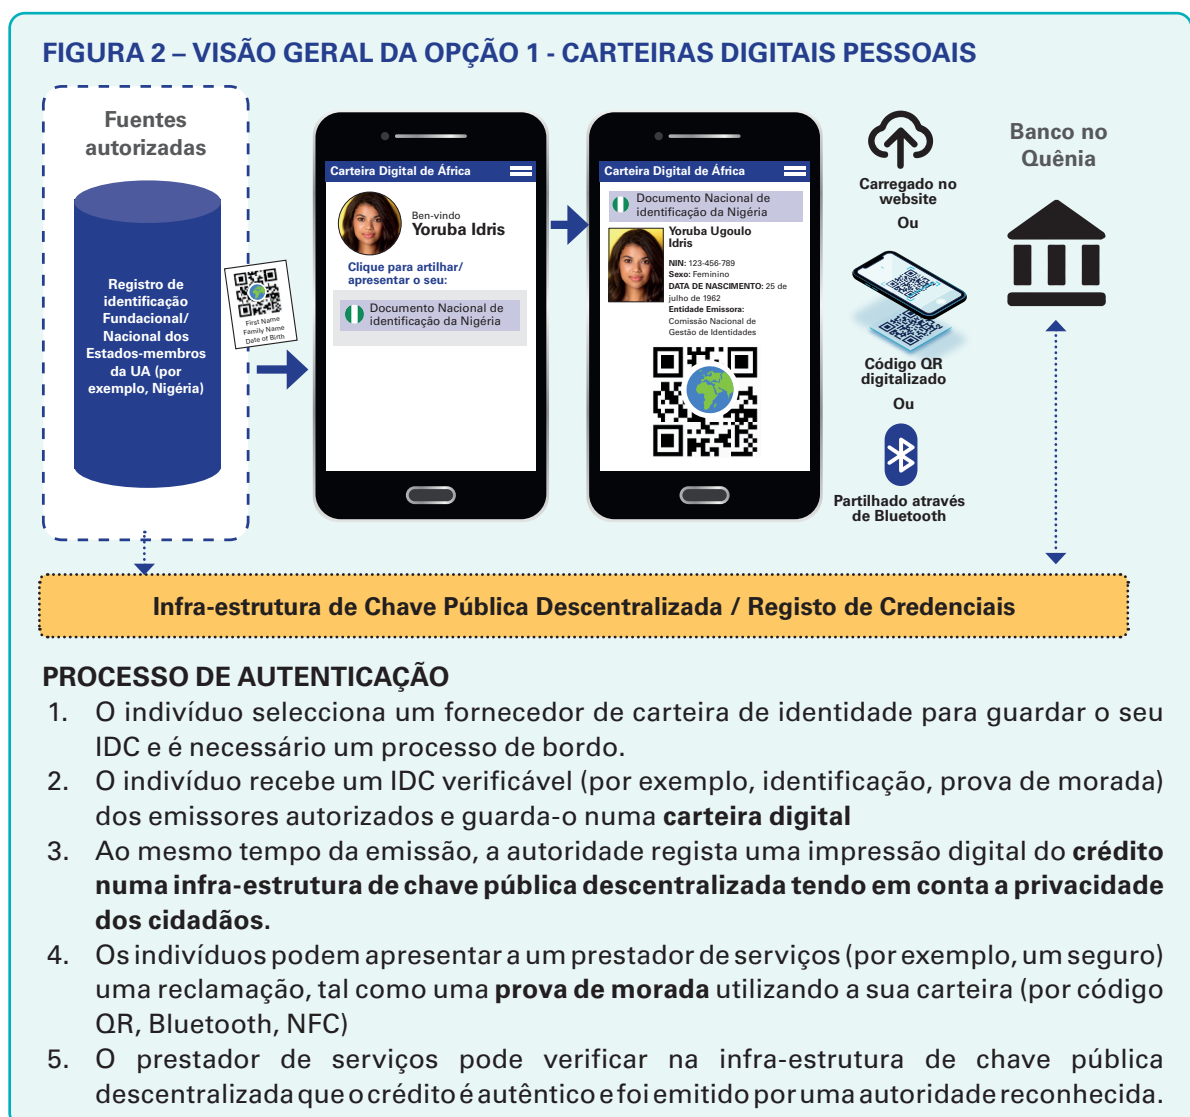 FIGURA 2 – VISÃO GERAL DA OPÇÃO 1 - CARTEIRAS DIGITAIS PESSOAIS
Fuentes
autorizadas
Registro de
identificação
Fundacional/
Nacional dos
Estados-membros
da UA (por
exemplo, Nigéria)
First Name
Family Name
Date of Birth
Carteira Digital de África
Ben-vindo
Yoruba Idris
Clique para artilhar/
apresentar o seu:
Documento Nacional de
identificação da Nigéria
Carteira Digital de África
Documento Nacional de
identificação da Nigéria
Yoruba Ugoulo
Idris
NIN: 123-456-789
Sexo: Feminino
DATA DE NASCIMENTO: 25 de
julho de 1962
Entidade Emissora:
Comissão Nacional de
Gestão de Identidades
Carregado no
website
Ou
Código QR
digitalizado
Ou
Partilhado através
de Bluetooth
Banco no
Quênia
Infra-estrutura de Chave Pública Descentralizada / Registo de Credenciais
PROCESSO DE AUTENTICAÇÃO
1. O indivíduo selecciona um fornecedor de carteira de identidade para guardar o seu
IDC e é necessário um processo de bordo.
2. O indivíduo recebe um IDC verificável (por exemplo, identificação, prova de morada)
dos emissores autorizados e guarda-o numa carteira digital
3. Ao mesmo tempo da emissão, a autoridade regista uma impressão digital do crédito
numa infra-estrutura de chave pública descentralizada tendo em conta a privacidade
dos cidadãos.
4. Os indivíduos podem apresentar a um prestador de serviços (por exemplo, um seguro)
uma reclamação, tal como uma prova de morada utilizando a sua carteira (por código
QR, Bluetooth, NFC)
5. O prestador de serviços pode verificar na infra-estrutura de chave pública
descentralizada que o crédito é autêntico e foi emitido por uma autoridade reconhecida.